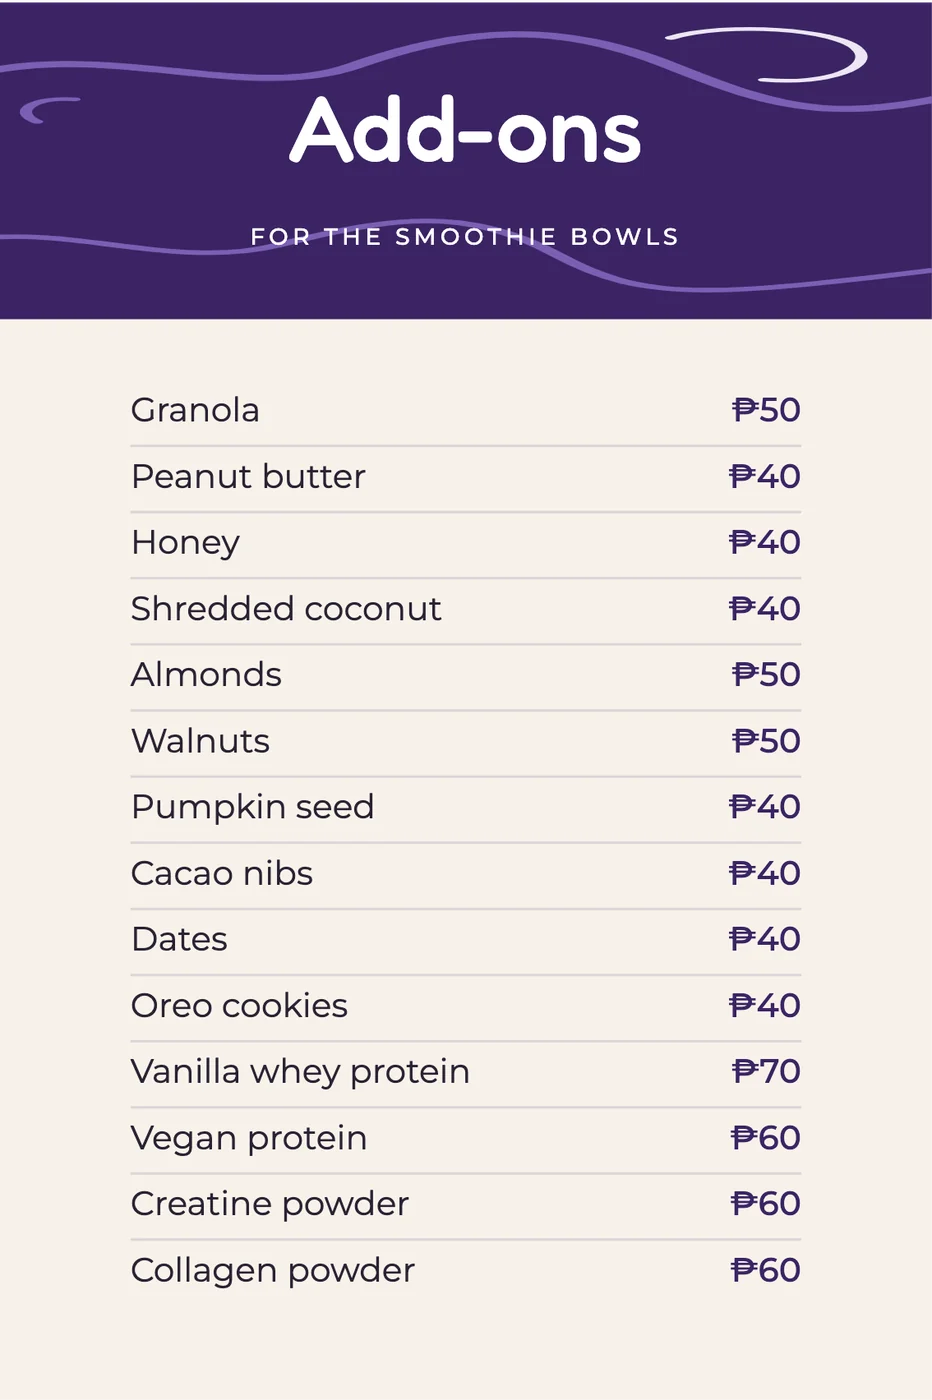 Add-ons
FOR THE SMOOTHIE BOWLS
Granola ₱50
Peanut butter ₱40
Honey ₱40
Shredded coconut ₱40
Almonds ₱50
Walnuts ₱50
Pumpkin seed ₱40
Cacao nibs ₱40
Dates ₱40
Oreo cookies ₱40
Vanilla whey protein ₱70
Vegan protein ₱60
Creatine powder ₱60
Collagen powder ₱60